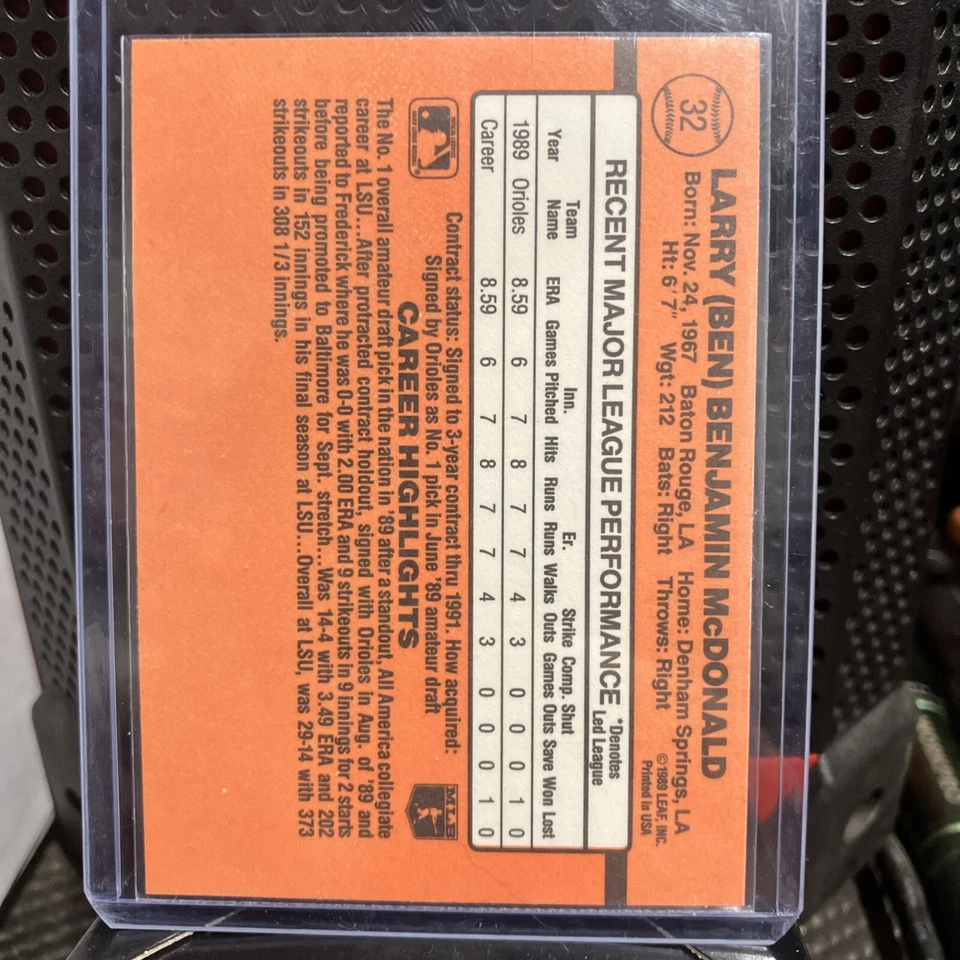 32
LARRY (BEN) BENJAMIN McDONALD
Born: Nov. 24, 1967 Baton Rouge, LA Home: Denham Springs, LA
Ht: 6'7" Wgt: 212 Bats: Right Throws: Right
©1989 LEAF, INC.
Printed in USA
RECENT MAJOR LEAGUE PERFORMANCE *Denotes Led League
Year Team Name ERA Games Inn. Pitched Hits Runs Er. Runs Walks Strike Outs Comp. Games Shut Outs Save Won Lost
1989 Orioles 8.59 6 7 8 7 7 4 3 0 0 0 1 0
Career 8.59 6 7 8 7 7 4 3 0 0 0 1 0
Contract status: Signed to 3-year contract thru 1991. How acquired:
Signed by Orioles as No. 1 pick in June '89 amateur draft
MLB
CAREER HIGHLIGHTS
The No. 1 overall amateur draft pick in the nation in '89 after a standout, All America collegiate
career at LSU...After protracted contract holdout, signed with Orioles in Aug. of '89 and
reported to Frederick where he was 0-0 with 2.00 ERA and 9 strikeouts in 9 innings for 2 starts
before being promoted to Baltimore for Sept. stretch...Was 14-4 with 3.49 ERA and 202
strikeouts in 152 innings in his final season at LSU...Overall at LSU, was 29-14 with 373
strikeouts in 308 1/3 innings.